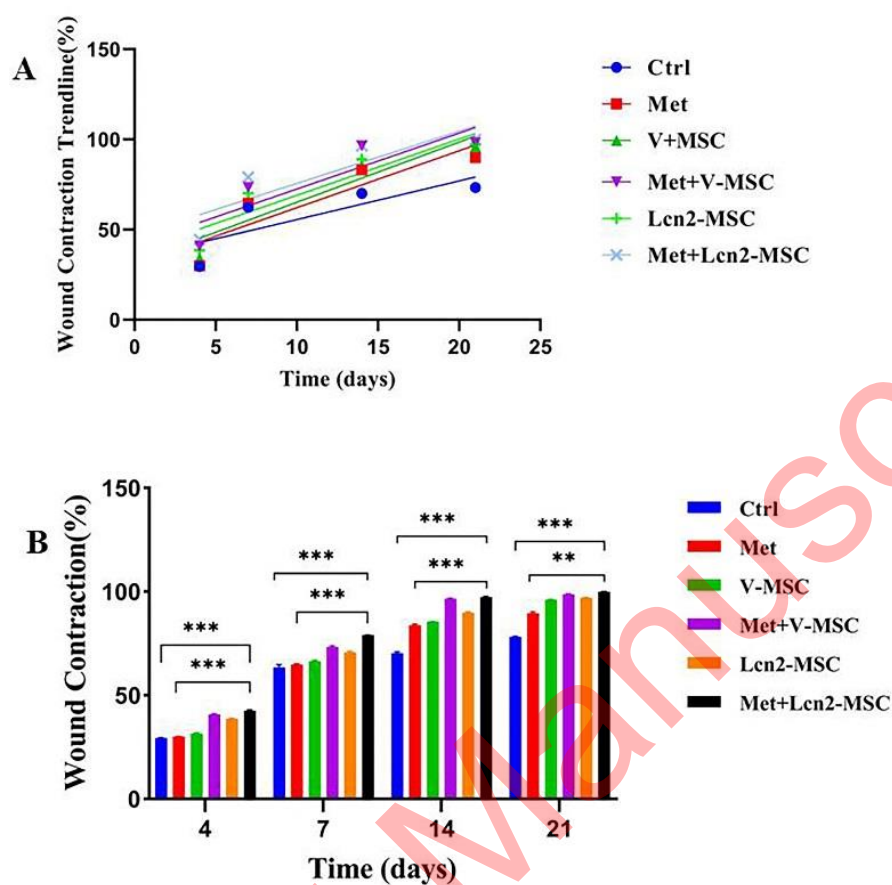 A
Wound Contraction Trendline(%)
150
100
50
0
0 5 10 15 20 25
Time (days)
Ctrl
Met
V+MSC
Met+V-MSC
Lcn2-MSC
Met+Lcn2-MSC
B
Wound Contraction(%)
150
100
50
0
***
***
***
***
***
***
***
**
4 7 14 21
Time (days)
Ctrl
Met
V-MSC
Met+V-MSC
Lcn2-MSC
Met+Lcn2-MSC
Manusc